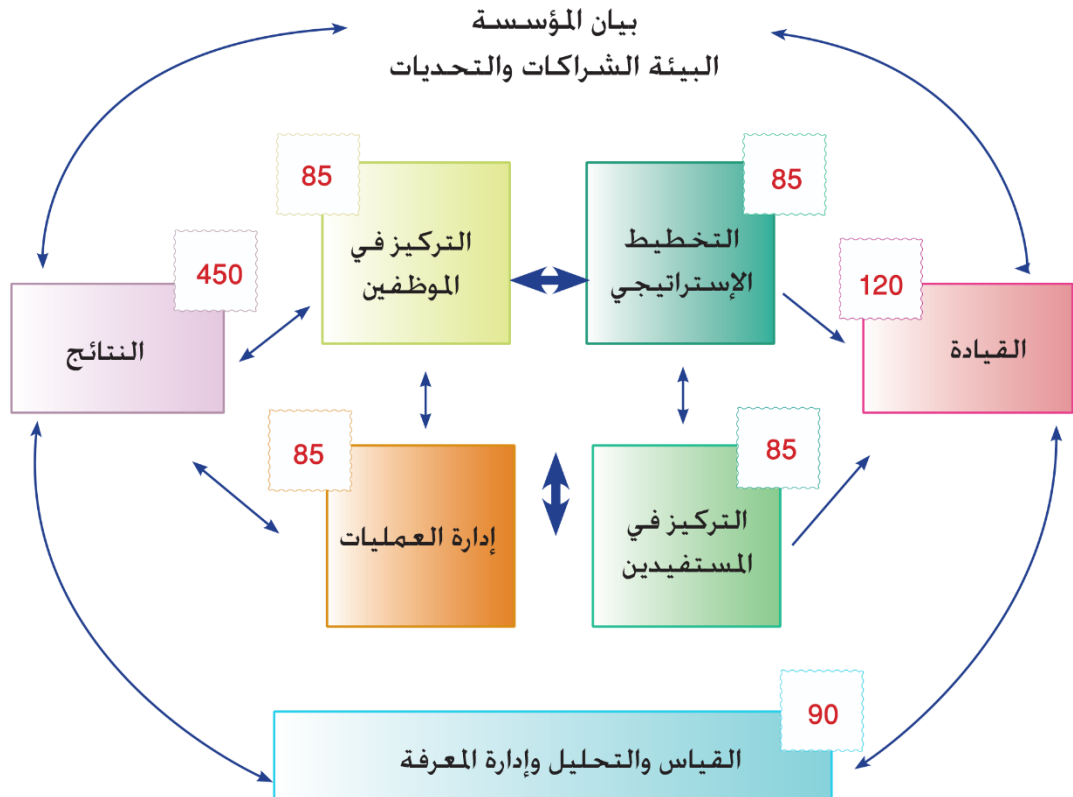 بيان المؤسسة
البيئة الشراكات والتحديات
85
التخطيط
الإستراتيجي
85
التركيز في
الموظفين
120
القيادة
450
النتائج
85
التركيز في
المستفيدين
85
إدارة العمليات
90
القياس والتحليل وإدارة المعرفة